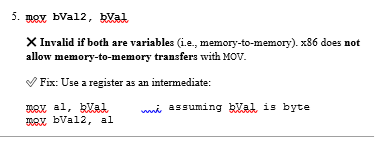 5. mov bVal2, bVal
❌ Invalid if both are variables (i.e., memory-to-memory). x86 does not
allow memory-to-memory transfers with MOV.
✅ Fix: Use a register as an intermediate:
mov al, bVal    ; assuming bVal is byte
mov bVal2, al